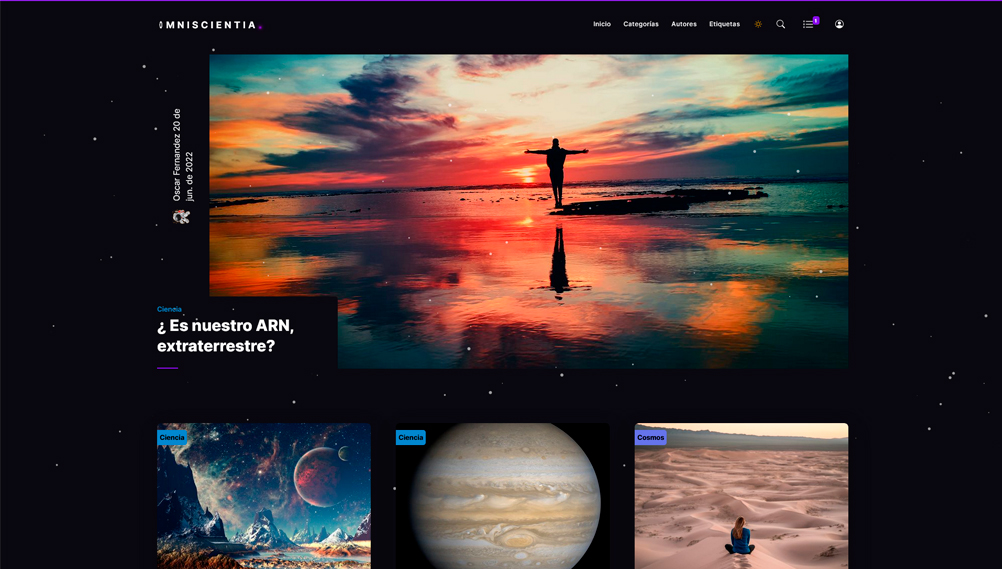 OMNISCIENTIA
Inicio
Categorías
Autores
Etiquetas
1
Oscar Fernandez 20 de
jun. de 2022
Ciencia
¿ Es nuestro ARN,
extraterrestre?
Ciencia
Ciencia
Cosmos